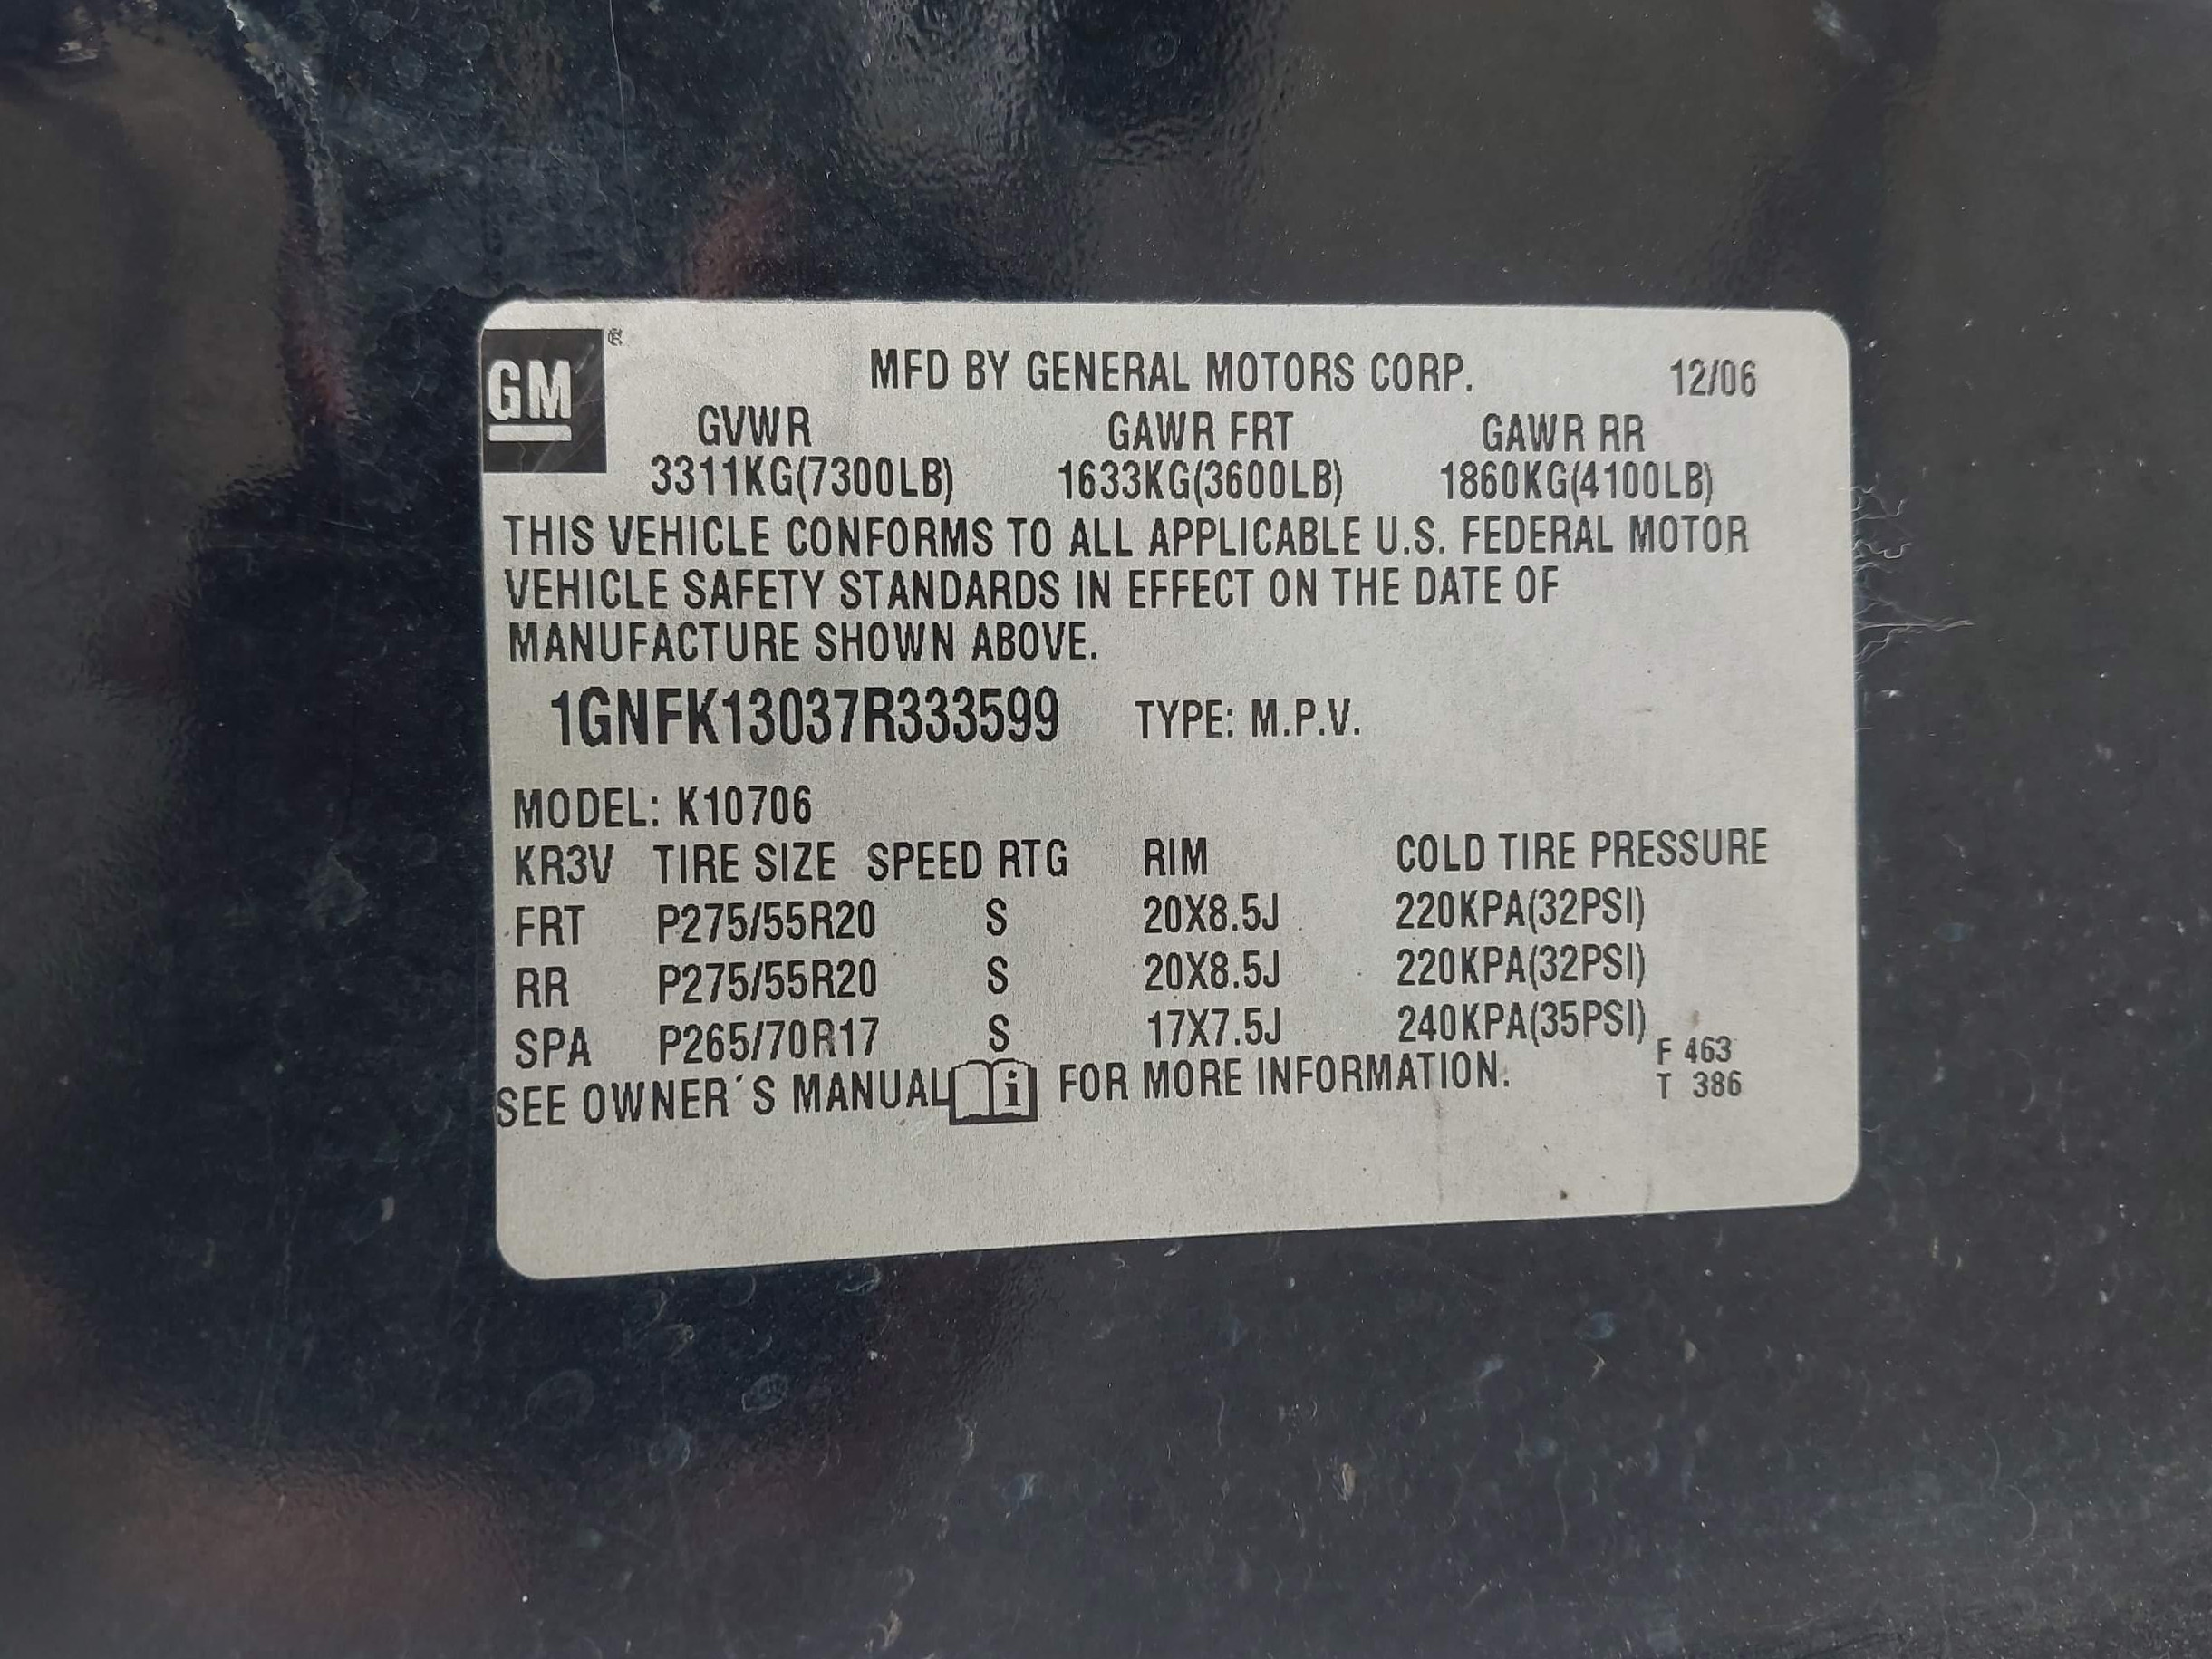 GM
MFD BY GENERAL MOTORS CORP. 12/06
GVWR GAWR FRT GAWR RR
3311KG(7300LB) 1633KG(3600LB) 1860KG(4100LB)
THIS VEHICLE CONFORMS TO ALL APPLICABLE U.S. FEDERAL MOTOR
VEHICLE SAFETY STANDARDS IN EFFECT ON THE DATE OF
MANUFACTURE SHOWN ABOVE.
1GNFK13037R333599 TYPE: M.P.V.
MODEL: K10706
KR3V TIRE SIZE SPEED RTG RIM COLD TIRE PRESSURE
FRT P275/55R20 S 20X8.5J 220KPA(32PSI)
RR P275/55R20 S 20X8.5J 220KPA(32PSI)
SPA P265/70R17 S 17X7.5J 240KPA(35PSI)
SEE OWNER´S MANUAL i FOR MORE INFORMATION.
F 463
T 386